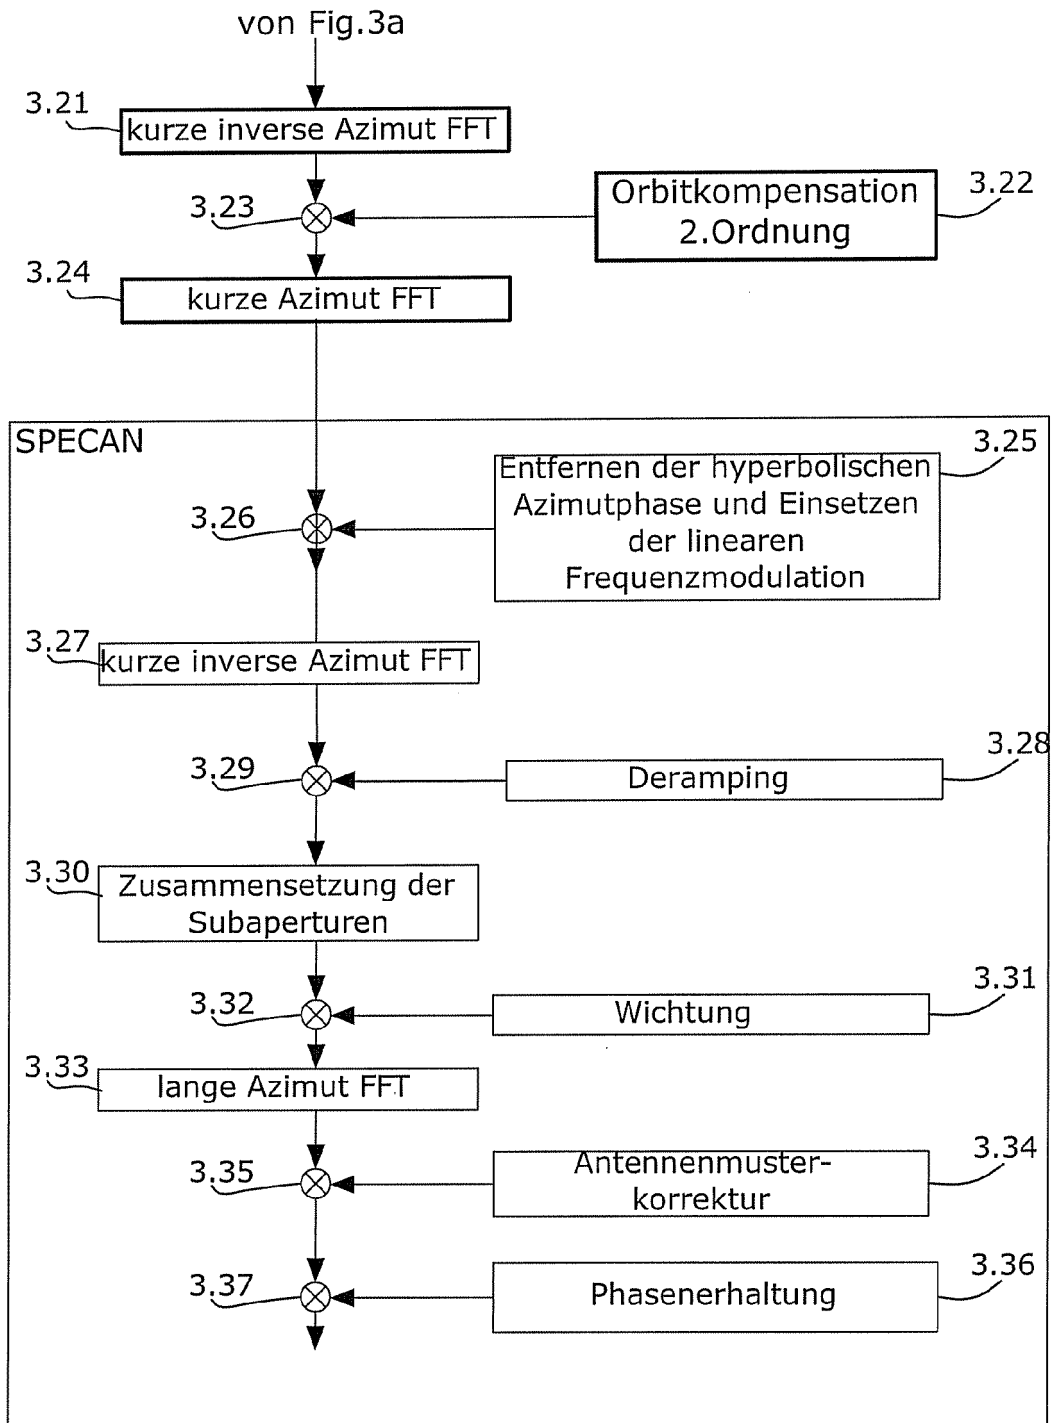 von Fig.3a
3.21
kurze inverse Azimut FFT
3.22
Orbitkompensation
2.Ordnung
3.23
3.24
kurze Azimut FFT
SPECAN
3.25
Entfernen der hyperbolischen
Azimutphase und Einsetzen
der linearen
Frequenzmodulation
3.26
3.27
kurze inverse Azimut FFT
3.28
Deramping
3.29
3.30
Zusammensetzung der
Subaperturen
3.31
Wichtung
3.32
3.33
lange Azimut FFT
3.34
Antennenmuster-
korrektur
3.35
3.36
Phasenerhaltung
3.37